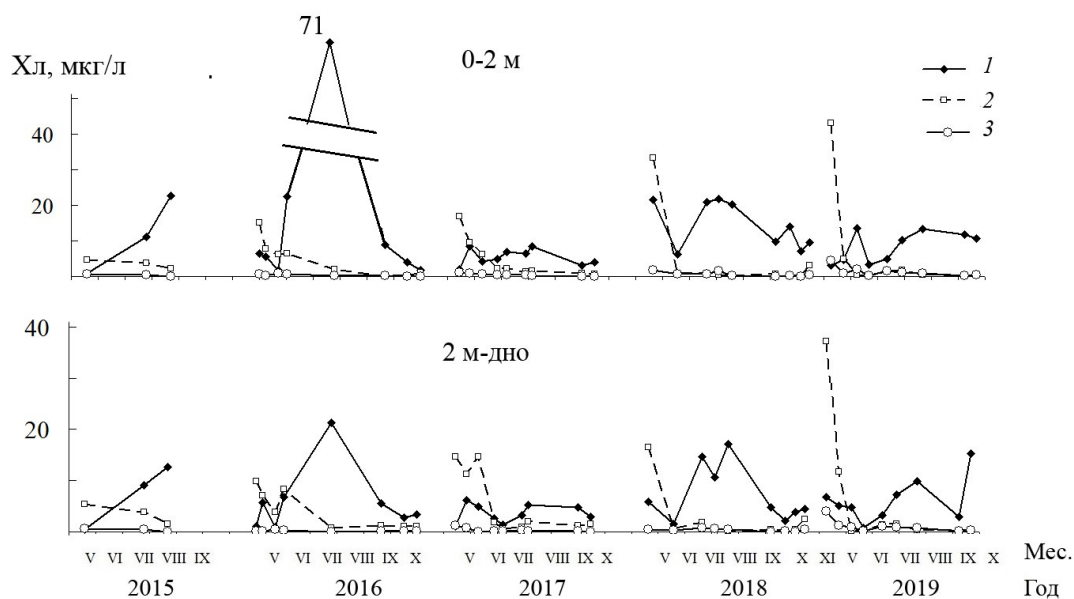 71
Хл, мкг/л
0-2 м
1
2
3
40
20
40
2 м-дно
20
V VI VII VIII IX V VI VII VIII IX X V VI VII VIII IX X V VI VII VIII IX X XI V VI VII VIII IX X Мес.
2015 2016 2017 2018 2019 Год